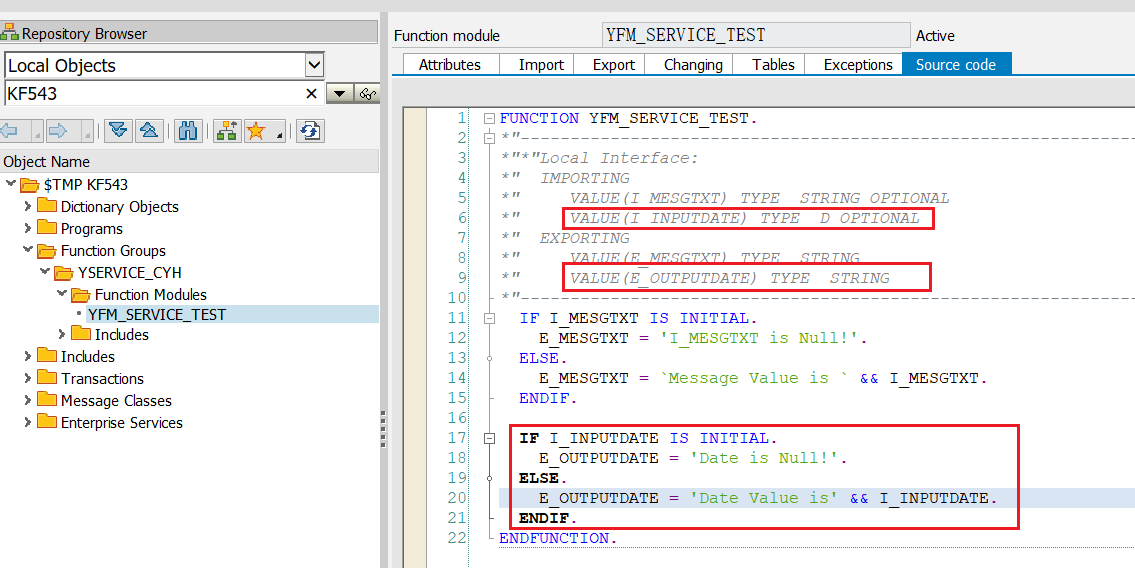 Repository Browser
Local Objects
KF543
Object Name
$TMP KF543
Dictionary Objects
Programs
Function Groups
YSERVICE_CYH
Function Modules
YFM_SERVICE_TEST
Includes
Includes
Transactions
Message Classes
Enterprise Services
Function module YFM_SERVICE_TEST Active
Attributes Import Export Changing Tables Exceptions Source code
1 FUNCTION YFM_SERVICE_TEST.
2 *"----------------------------------------------------------------------
3 *"*"Local Interface:
4 *"  IMPORTING
5 *"     VALUE(I_MESGTXT) TYPE  STRING OPTIONAL
6 *"     VALUE(I_INPUTDATE) TYPE  D OPTIONAL
7 *"  EXPORTING
8 *"     VALUE(E_MESGTXT) TYPE  STRING
9 *"     VALUE(E_OUTPUTDATE) TYPE  STRING
10 *"----------------------------------------------------------------------
11 IF I_MESGTXT IS INITIAL.
12 E_MESGTXT = 'I_MESGTXT is Null!'.
13 ELSE.
14 E_MESGTXT = `Message Value is ` && I_MESGTXT.
15 ENDIF.
16
17 IF I_INPUTDATE IS INITIAL.
18 E_OUTPUTDATE = 'Date is Null!'.
19 ELSE.
20 E_OUTPUTDATE = 'Date Value is' && I_INPUTDATE.
21 ENDIF.
22 ENDFUNCTION.